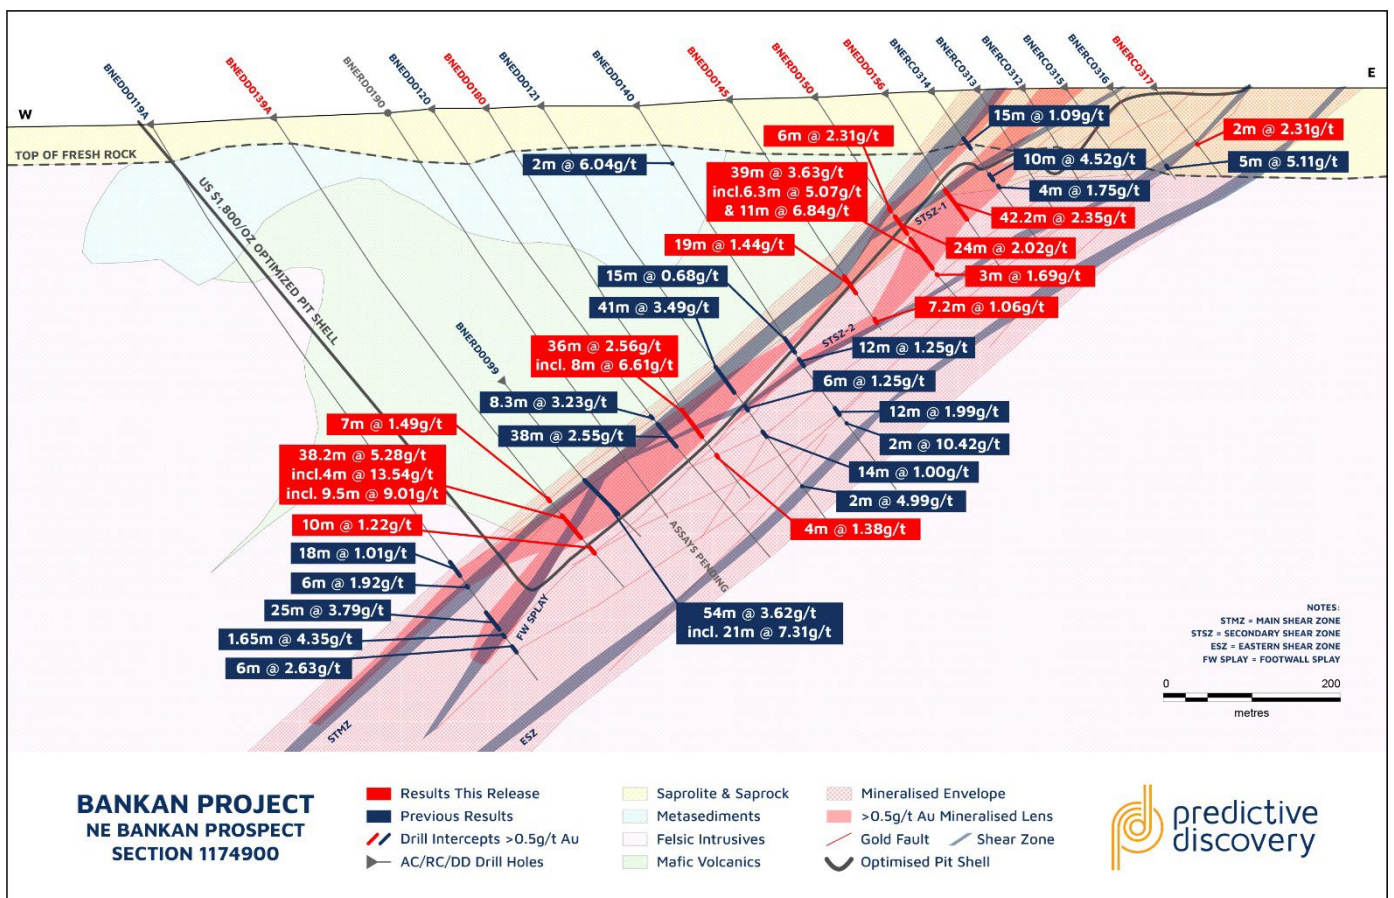 BNEDD0119A
BNEDD0139A
BNERD0190
BNEDD0120
BNEDD0180
BNEDD0121
BNEDD0140
BNEDD0145
BNERD0150
BNEDD0156
BNERC0314
BNERC0313
BNERC0312
BNERC0315
BNERC0316
BNERC0317
W
E
TOP OF FRESH ROCK
US $1,800/OZ OPTIMIZED PIT SHELL
15m @ 1.09g/t
6m @ 2.31g/t
2m @ 2.31g/t
2m @ 6.04g/t
10m @ 4.52g/t
5m @ 5.11g/t
39m @ 3.63g/t
incl.6.3m @ 5.07g/t
& 11m @ 6.84g/t
4m @ 1.75g/t
STSZ-1
42.2m @ 2.35g/t
19m @ 1.44g/t
24m @ 2.02g/t
15m @ 0.68g/t
3m @ 1.69g/t
41m @ 3.49g/t
7.2m @ 1.06g/t
STSZ-2
BNERD0099
36m @ 2.56g/t
incl. 8m @ 6.61g/t
12m @ 1.25g/t
6m @ 1.25g/t
8.3m @ 3.23g/t
12m @ 1.99g/t
7m @ 1.49g/t
38m @ 2.55g/t
2m @ 10.42g/t
38.2m @ 5.28g/t
incl.4m @ 13.54g/t
incl. 9.5m @ 9.01g/t
14m @ 1.00g/t
2m @ 4.99g/t
10m @ 1.22g/t
4m @ 1.38g/t
ASSAYS PENDING
18m @ 1.01g/t
6m @ 1.92g/t
25m @ 3.79g/t
54m @ 3.62g/t
incl. 21m @ 7.31g/t
1.65m @ 4.35g/t
FW SPLAY
6m @ 2.63g/t
STMZ
ESZ
NOTES:
STMZ = MAIN SHEAR ZONE
STSZ = SECONDARY SHEAR ZONE
ESZ = EASTERN SHEAR ZONE
FW SPLAY = FOOTWALL SPLAY
0 200
metres
BANKAN PROJECT
NE BANKAN PROSPECT
SECTION 1174900
Results This Release
Previous Results
Drill Intercepts >0.5g/t Au
AC/RC/DD Drill Holes
Saprolite & Saprock
Metasediments
Felsic Intrusives
Mafic Volcanics
Mineralised Envelope
>0.5g/t Au Mineralised Lens
Gold Fault Shear Zone
Optimised Pit Shell
predictive
discovery